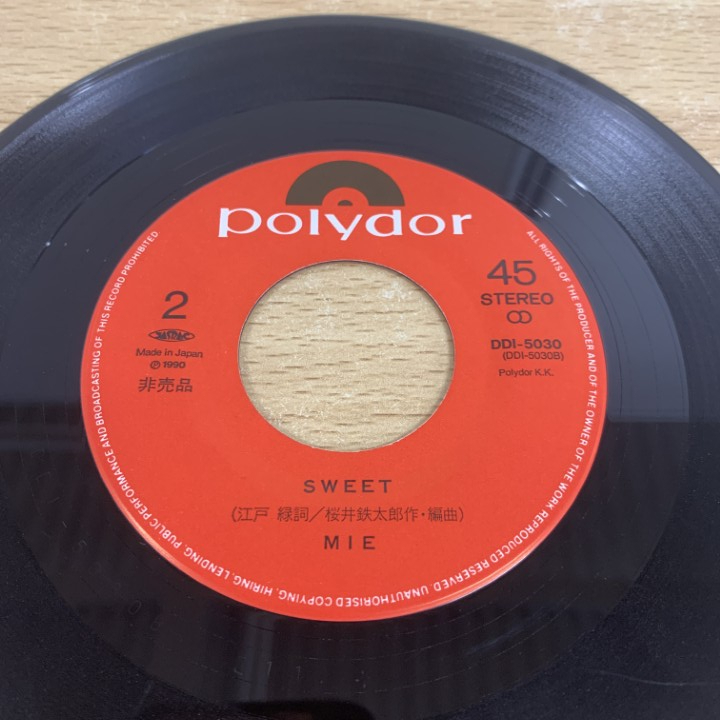 polydor
2
JASRAC
Made in Japan
℗ 1990
非売品
45
STEREO
DDI-5030
(DDI-5030B)
Polydor K.K.
SWEET
(江戸 緑詞/桜井鉄太郎作・編曲)
MIE
ALL RIGHTS OF THE PRODUCER AND OF THE OWNER OF THE WORK REPRODUCED RESERVED. UNAUTHORISED COPYING, HIRING, LENDING, PUBLIC PERFORMANCE AND BROADCASTING OF THIS RECORD PROHIBITED